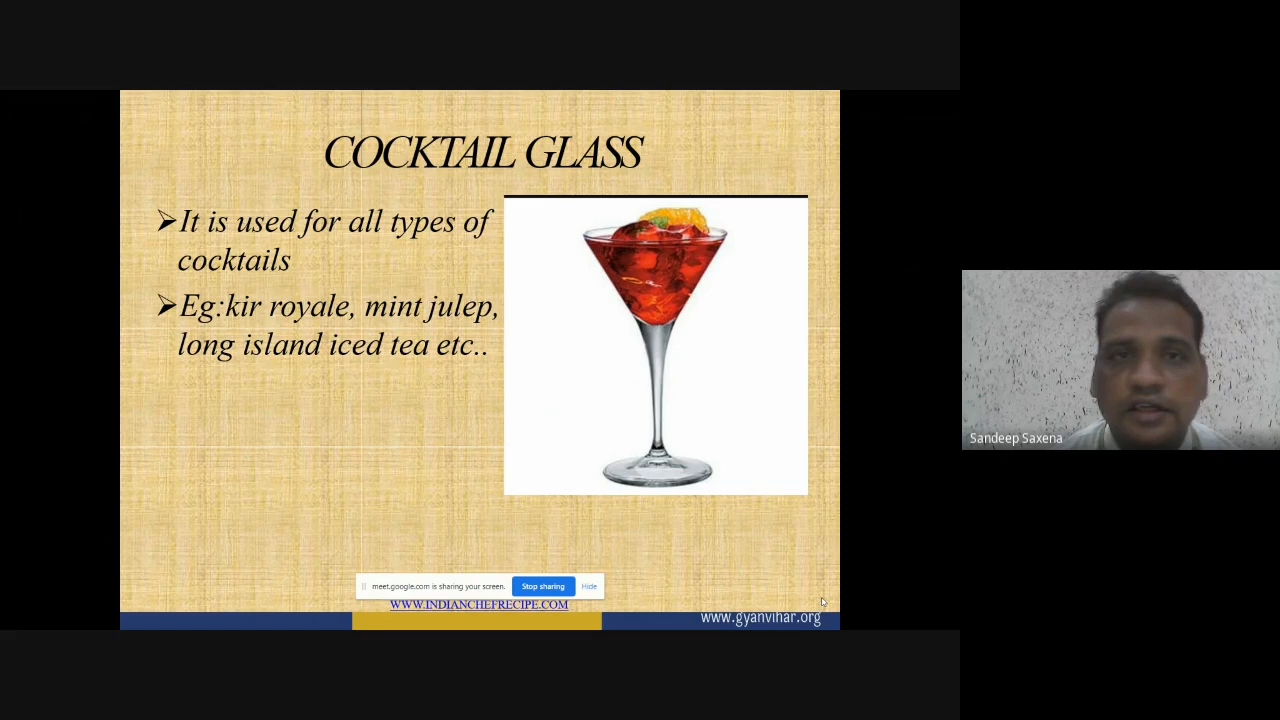 COCKTAIL GLASS
➢It is used for all types of
cocktails
➢Eg:kir royale, mint julep,
long island iced tea etc..
Sandeep Saxena
meet.google.com is sharing your screen. Stop sharing Hide
WWW.INDIANCHEFRECIPE.COM
www.gyanvihar.org